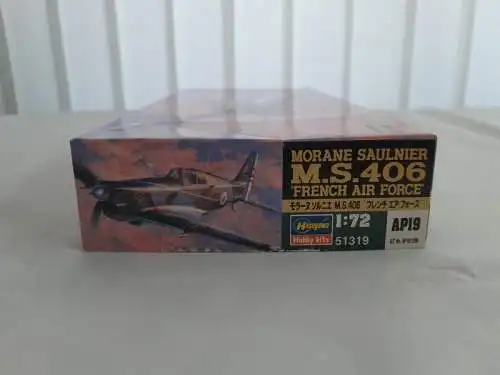 MORANE SAULNIER
M.S.406
'FRENCH AIR FORCE'
モラーヌ ソルニエ M.S.406 "フレンチ エア フォース"
Hasegawa
Hobby kits
1:72
51319
AP19